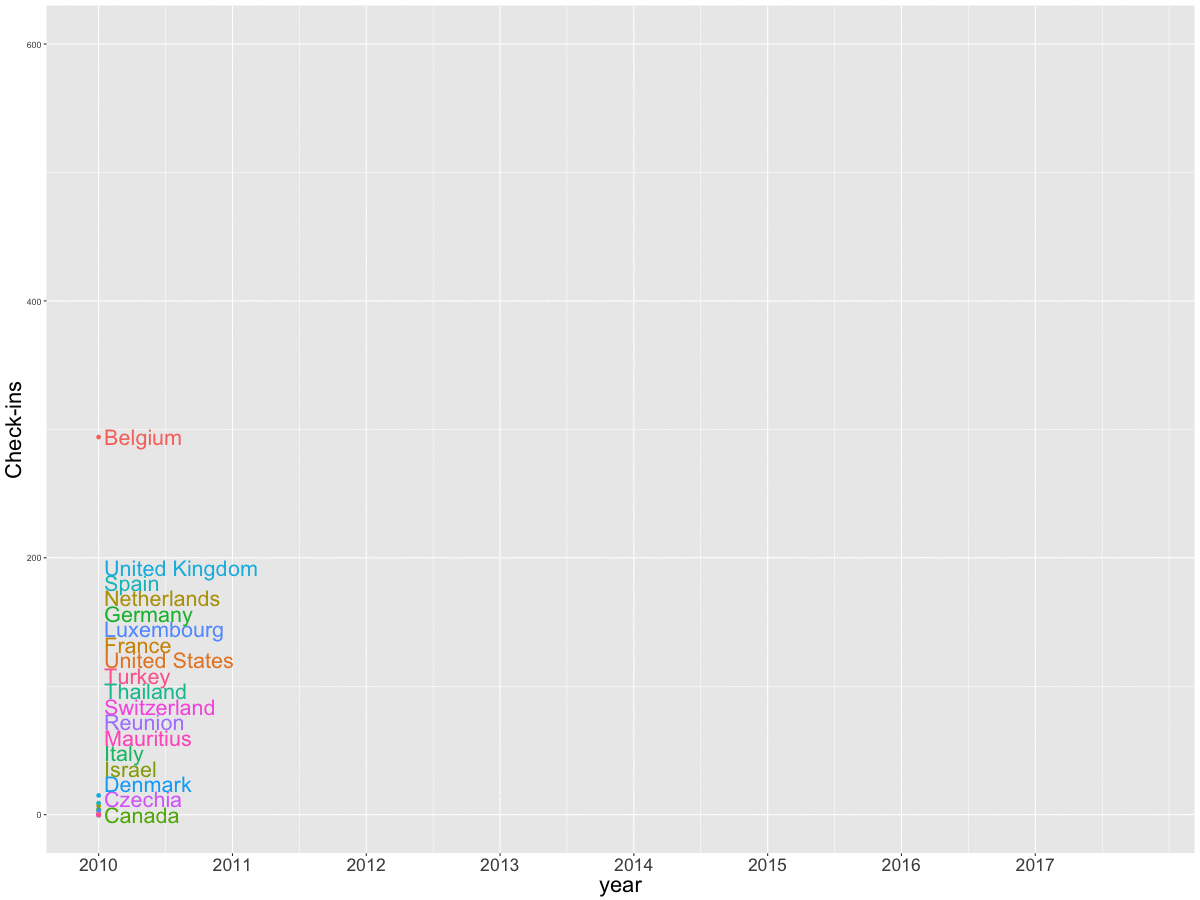 600
400
200
0
Check-ins
Belgium
United Kingdom
Spain
Netherlands
Germany
Luxembourg
France
United States
Turkey
Thailand
Switzerland
Reunion
Mauritius
Italy
Israel
Denmark
Czechia
Canada
2010 2011 2012 2013 2014 2015 2016 2017
year